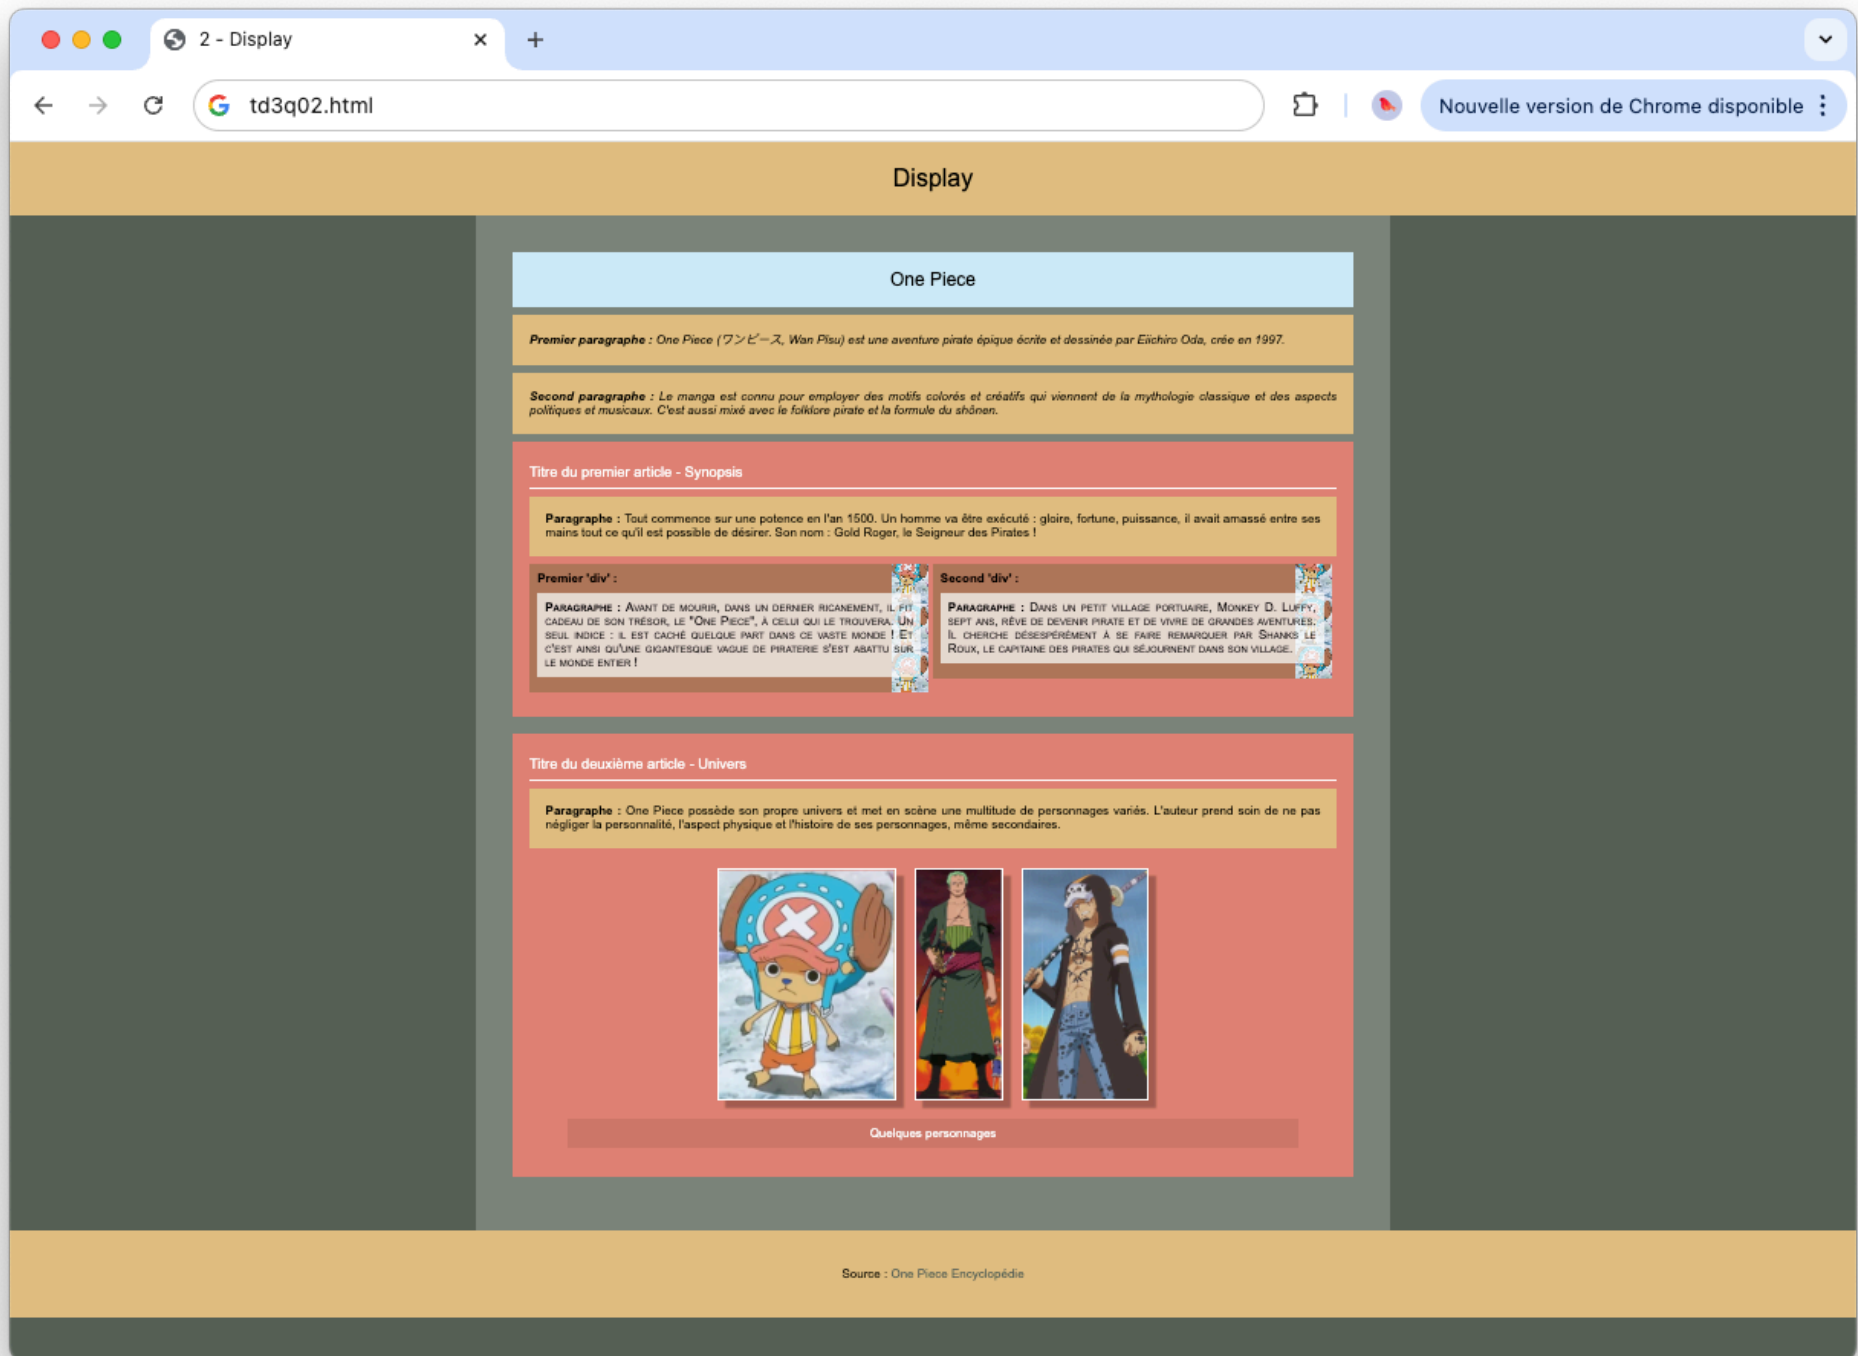 2 - Display
td3q02.html
Nouvelle version de Chrome disponible
Display
One Piece
Premier paragraphe : One Piece (ワンピース, Wan Pīsu) est une aventure pirate épique écrite et dessinée par Eiichiro Oda, crée en 1997.
Second paragraphe : Le manga est connu pour employer des motifs colorés et créatifs qui viennent de la mythologie classique et des aspects
politiques et musicaux. C'est aussi mixé avec le folklore pirate et la formule du shōnen.
Titre du premier article - Synopsis
Paragraphe : Tout commence sur une potence en l'an 1500. Un homme va être exécuté : gloire, fortune, puissance, il avait amassé entre ses
mains tout ce qu'il est possible de désirer. Son nom : Gold Roger, le Seigneur des Pirates !
Premier 'div' :
Paragraphe : Avant de mourir, dans un dernier ricanement, il fit
cadeau de son trésor, le "One Piece", à celui qui le trouvera. Un
seul indice : il est caché quelque part dans ce vaste monde ! Et
c'est ainsi qu'une gigantesque vague de piraterie s'est abattu sur
le monde entier !
Second 'div' :
Paragraphe : Dans un petit village portuaire, Monkey D. Luffy,
sept ans, rêve de devenir pirate et de vivre de grandes aventures.
Il cherche désespérément à se faire remarquer par Shanks le
Roux, le capitaine des pirates qui séjournent dans son village.
Titre du deuxième article - Univers
Paragraphe : One Piece possède son propre univers et met en scène une multitude de personnages variés. L'auteur prend soin de ne pas
négliger la personnalité, l'aspect physique et l'histoire de ses personnages, même secondaires.
Quelques personnages
Source : One Piece Encyclopédie